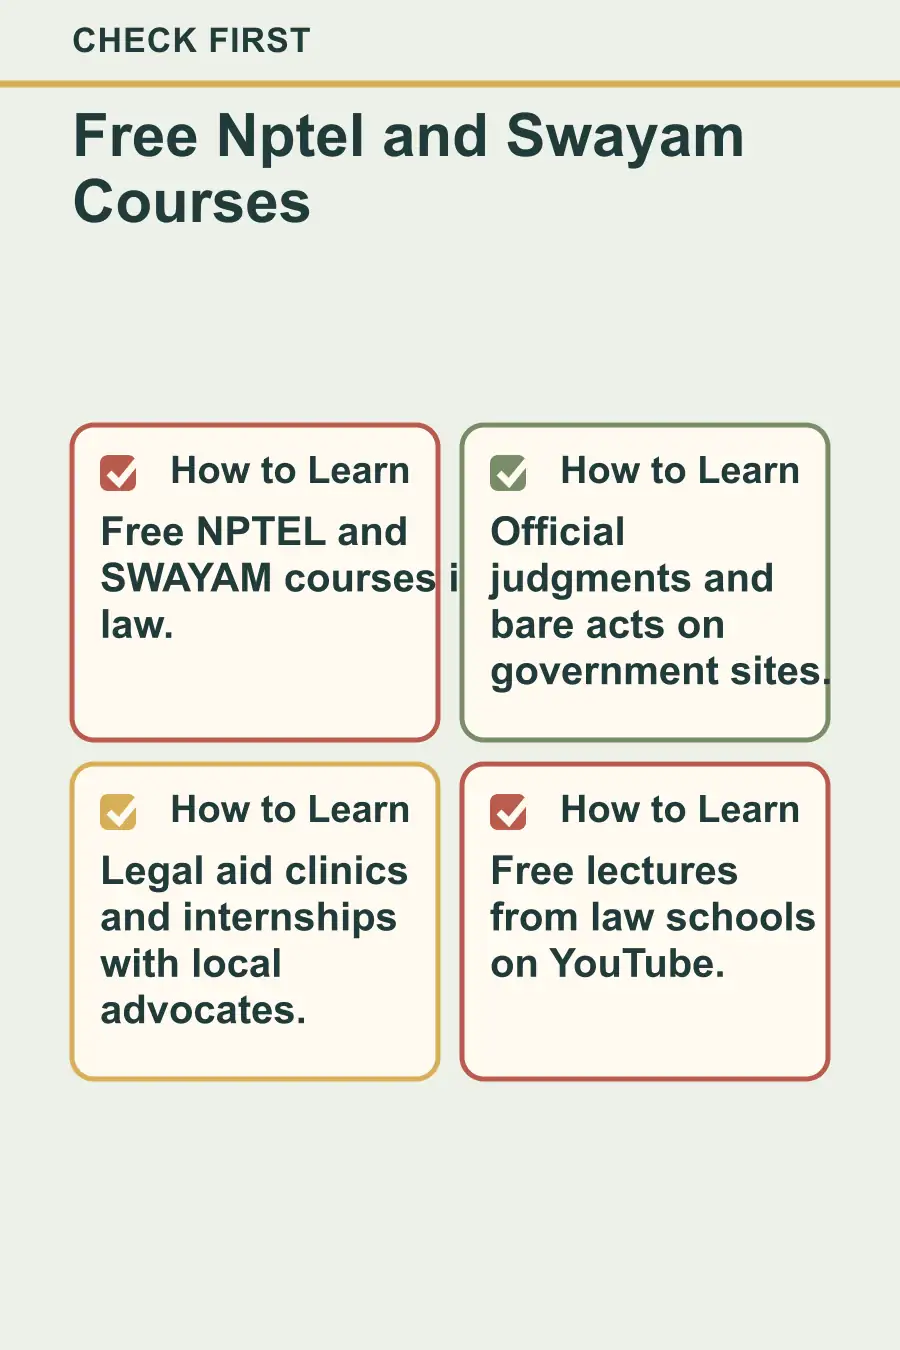 CHECK FIRST
Free Nptel and Swayam
Courses
How to Learn
Free NPTEL and
SWAYAM courses i
law.
How to Learn
Official
judgments and
bare acts on
government sites.
How to Learn
Legal aid clinics
and internships
with local
advocates.
How to Learn
Free lectures
from law schools
on YouTube.